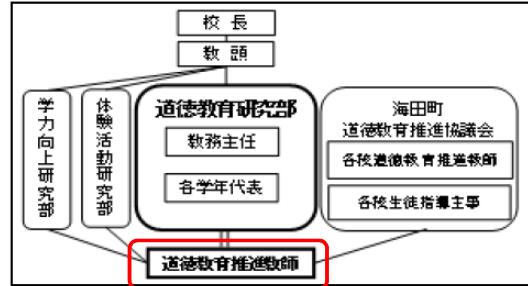 校長
教頭
学力向上研究部
体験活動研究部
道徳教育研究部
教務主任
各学年代表
海田町
道徳教育推進協議会
各校道徳教育推進教師
各校生徒指導主事
道徳教育推進教師